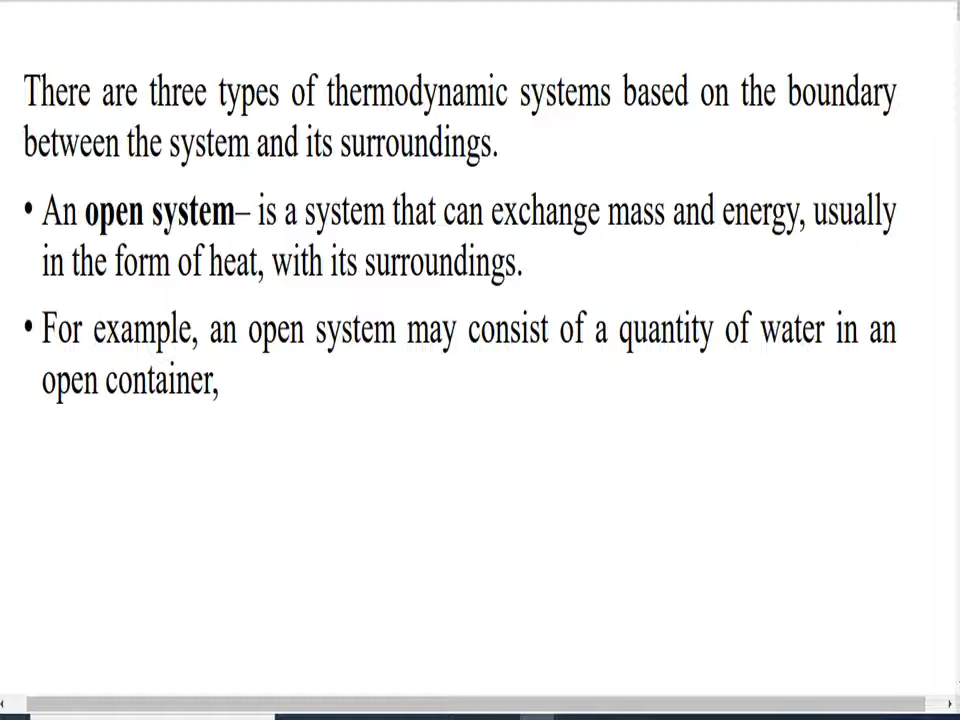 There are three types of thermodynamic systems based on the boundary
between the system and its surroundings.
• An open system– is a system that can exchange mass and energy, usually
in the form of heat, with its surroundings.
• For example, an open system may consist of a quantity of water in an
open container,